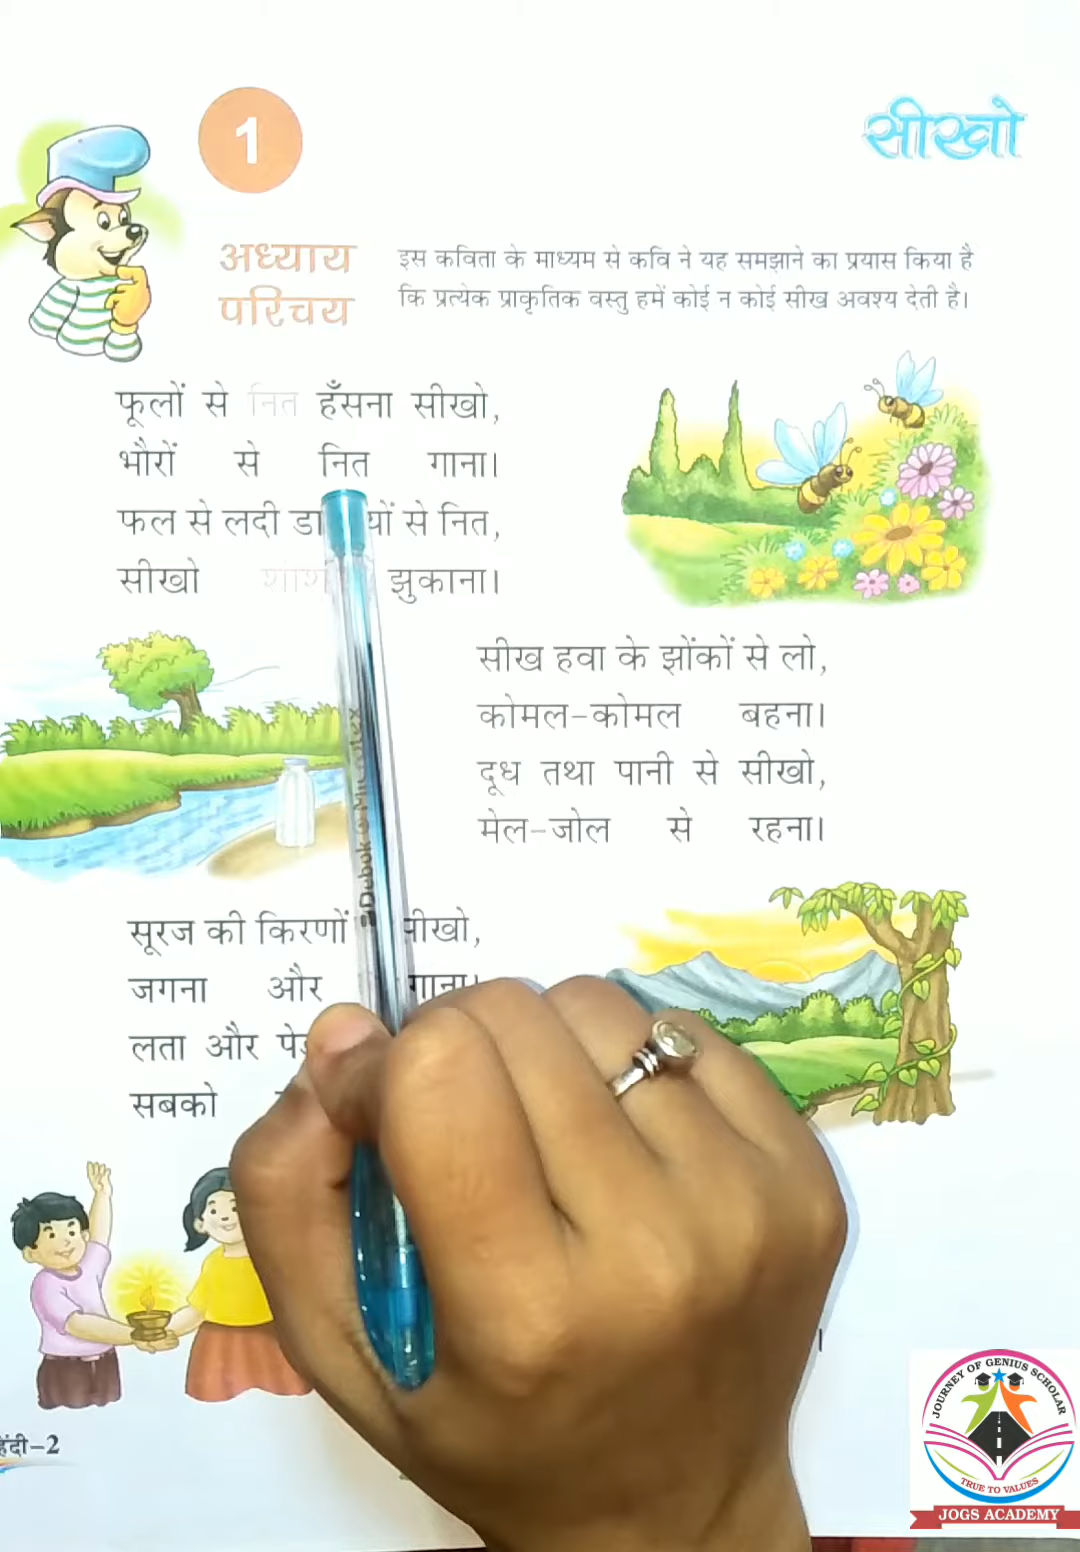 1
सीखो
अध्याय
परिचय
इस कविता के माध्यम से कवि ने यह समझाने का प्रयास किया है
कि प्रत्येक प्राकृतिक वस्तु हमें कोई न कोई सीख अवश्य देती है।
फूलों से नित हँसना सीखो,
भौरों से नित गाना।
फल से लदी से नित,
सीखो झुकाना।
सीख हवा के झोंकों से लो,
कोमल-कोमल बहना।
दूध तथा पानी से सीखो,
मेल-जोल से रहना।
सूरज की किरणों
जगना और
लता और
सबको
हिंदी-2
Dubok Microtex
JOURNEY OF GENIUS SCHOLAR
TRUE TO VALUES
JOGS ACADEMY